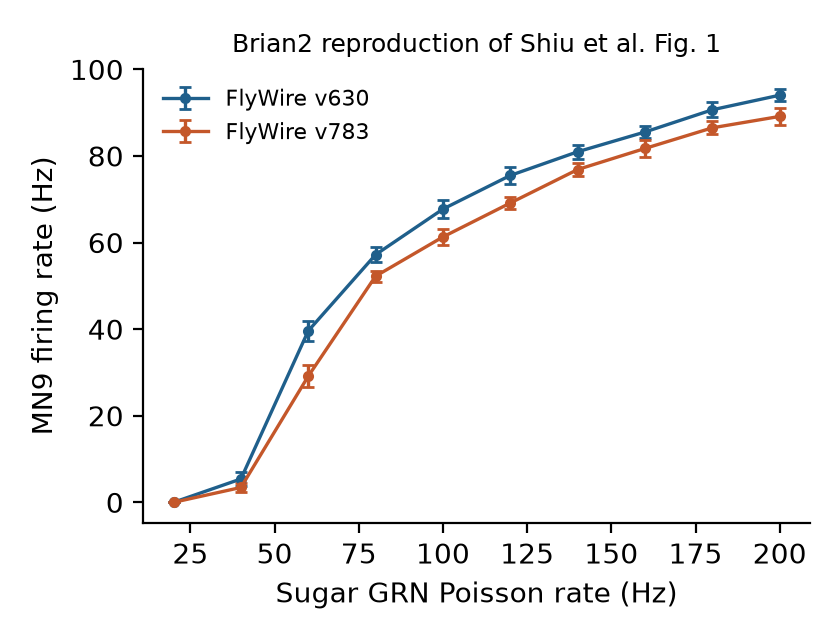 Brian2 reproduction of Shiu et al. Fig. 1
FlyWire v630
FlyWire v783
MN9 firing rate (Hz)
100
80
60
40
20
0
25 50 75 100 125 150 175 200
Sugar GRN Poisson rate (Hz)